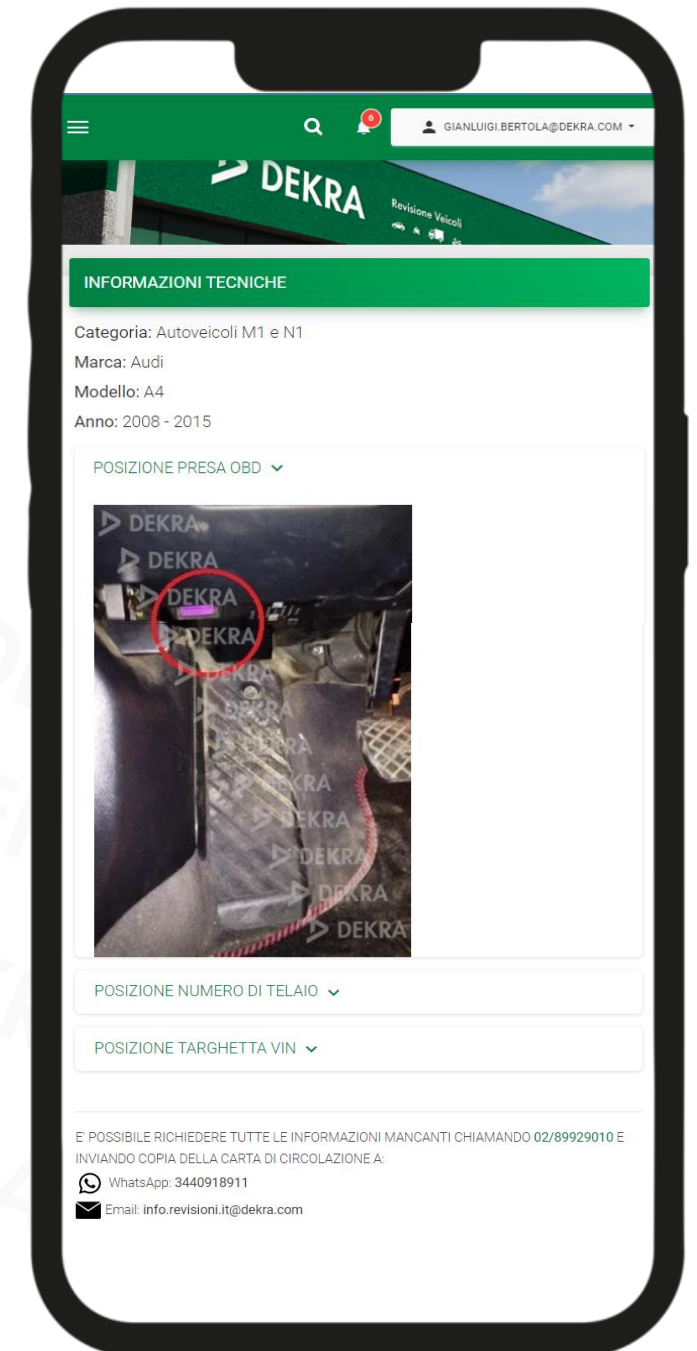 6
GIANLUIGI.BERTOLA@DEKRA.COM
DEKRA
Revisione Veicoli
INFORMAZIONI TECNICHE
Categoria: Autoveicoli M1 e N1
Marca: Audi
Modello: A4
Anno: 2008 - 2015
POSIZIONE PRESA OBD
DEKRA
DEKRA
DEKRA
DEKRA
DEKRA
DEKRA
DEKRA
DEKRA
DEKRA
DEKRA
DEKRA
DEKRA
POSIZIONE NUMERO DI TELAIO
POSIZIONE TARGHETTA VIN
E' POSSIBILE RICHIEDERE TUTTE LE INFORMAZIONI MANCANTI CHIAMANDO 02/89929010 E
INVIANDO COPIA DELLA CARTA DI CIRCOLAZIONE A:
WhatsApp: 3440918911
Email: info.revisioni.it@dekra.com